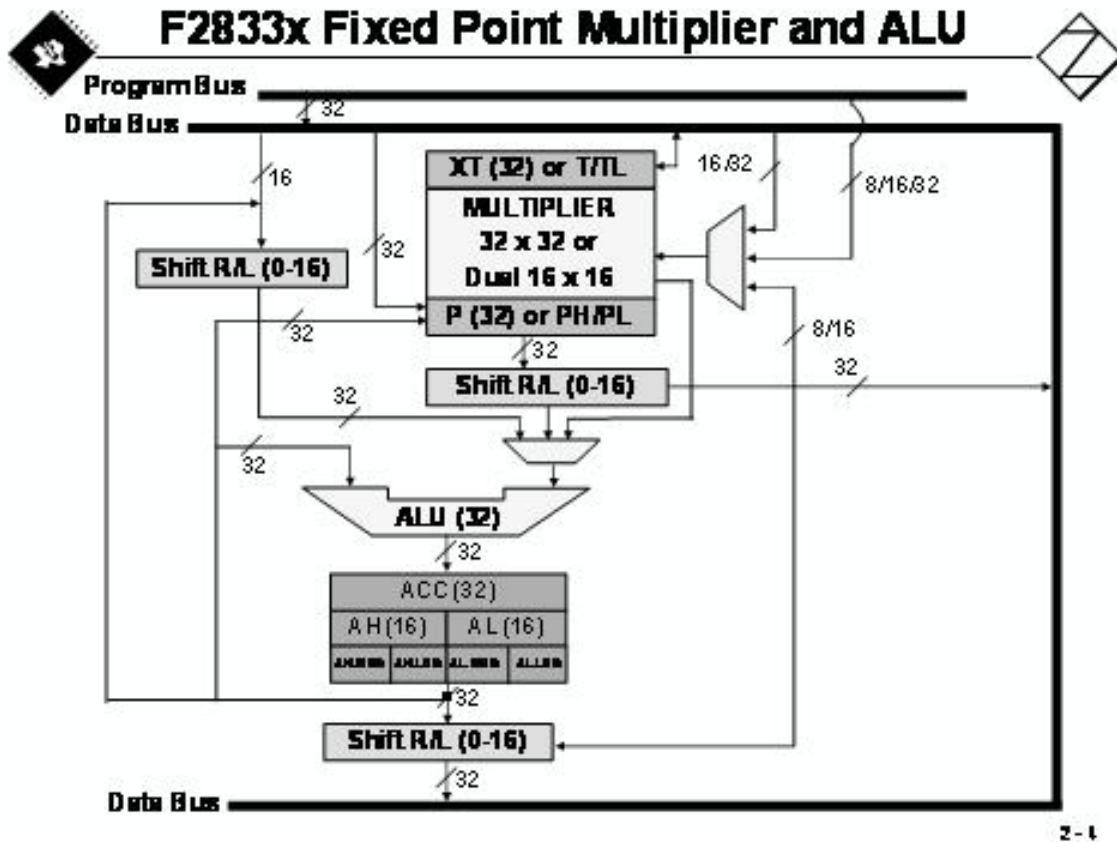 F2833x Fixed Point Multiplier and ALU
Program Bus
32
Data Bus
16
XT (32) or T/TL
16/32
8/16/32
MULTIPLIER
32 x 32 or
Dual 16 x 16
32
Shift R/L (0-16)
P (32) or PH/PL
32
32
8/16
Shift R/L (0-16)
32
32
32
ALU (32)
32
ACC (32)
AH (16)
AL (16)
32
Shift R/L (0-16)
32
Data Bus